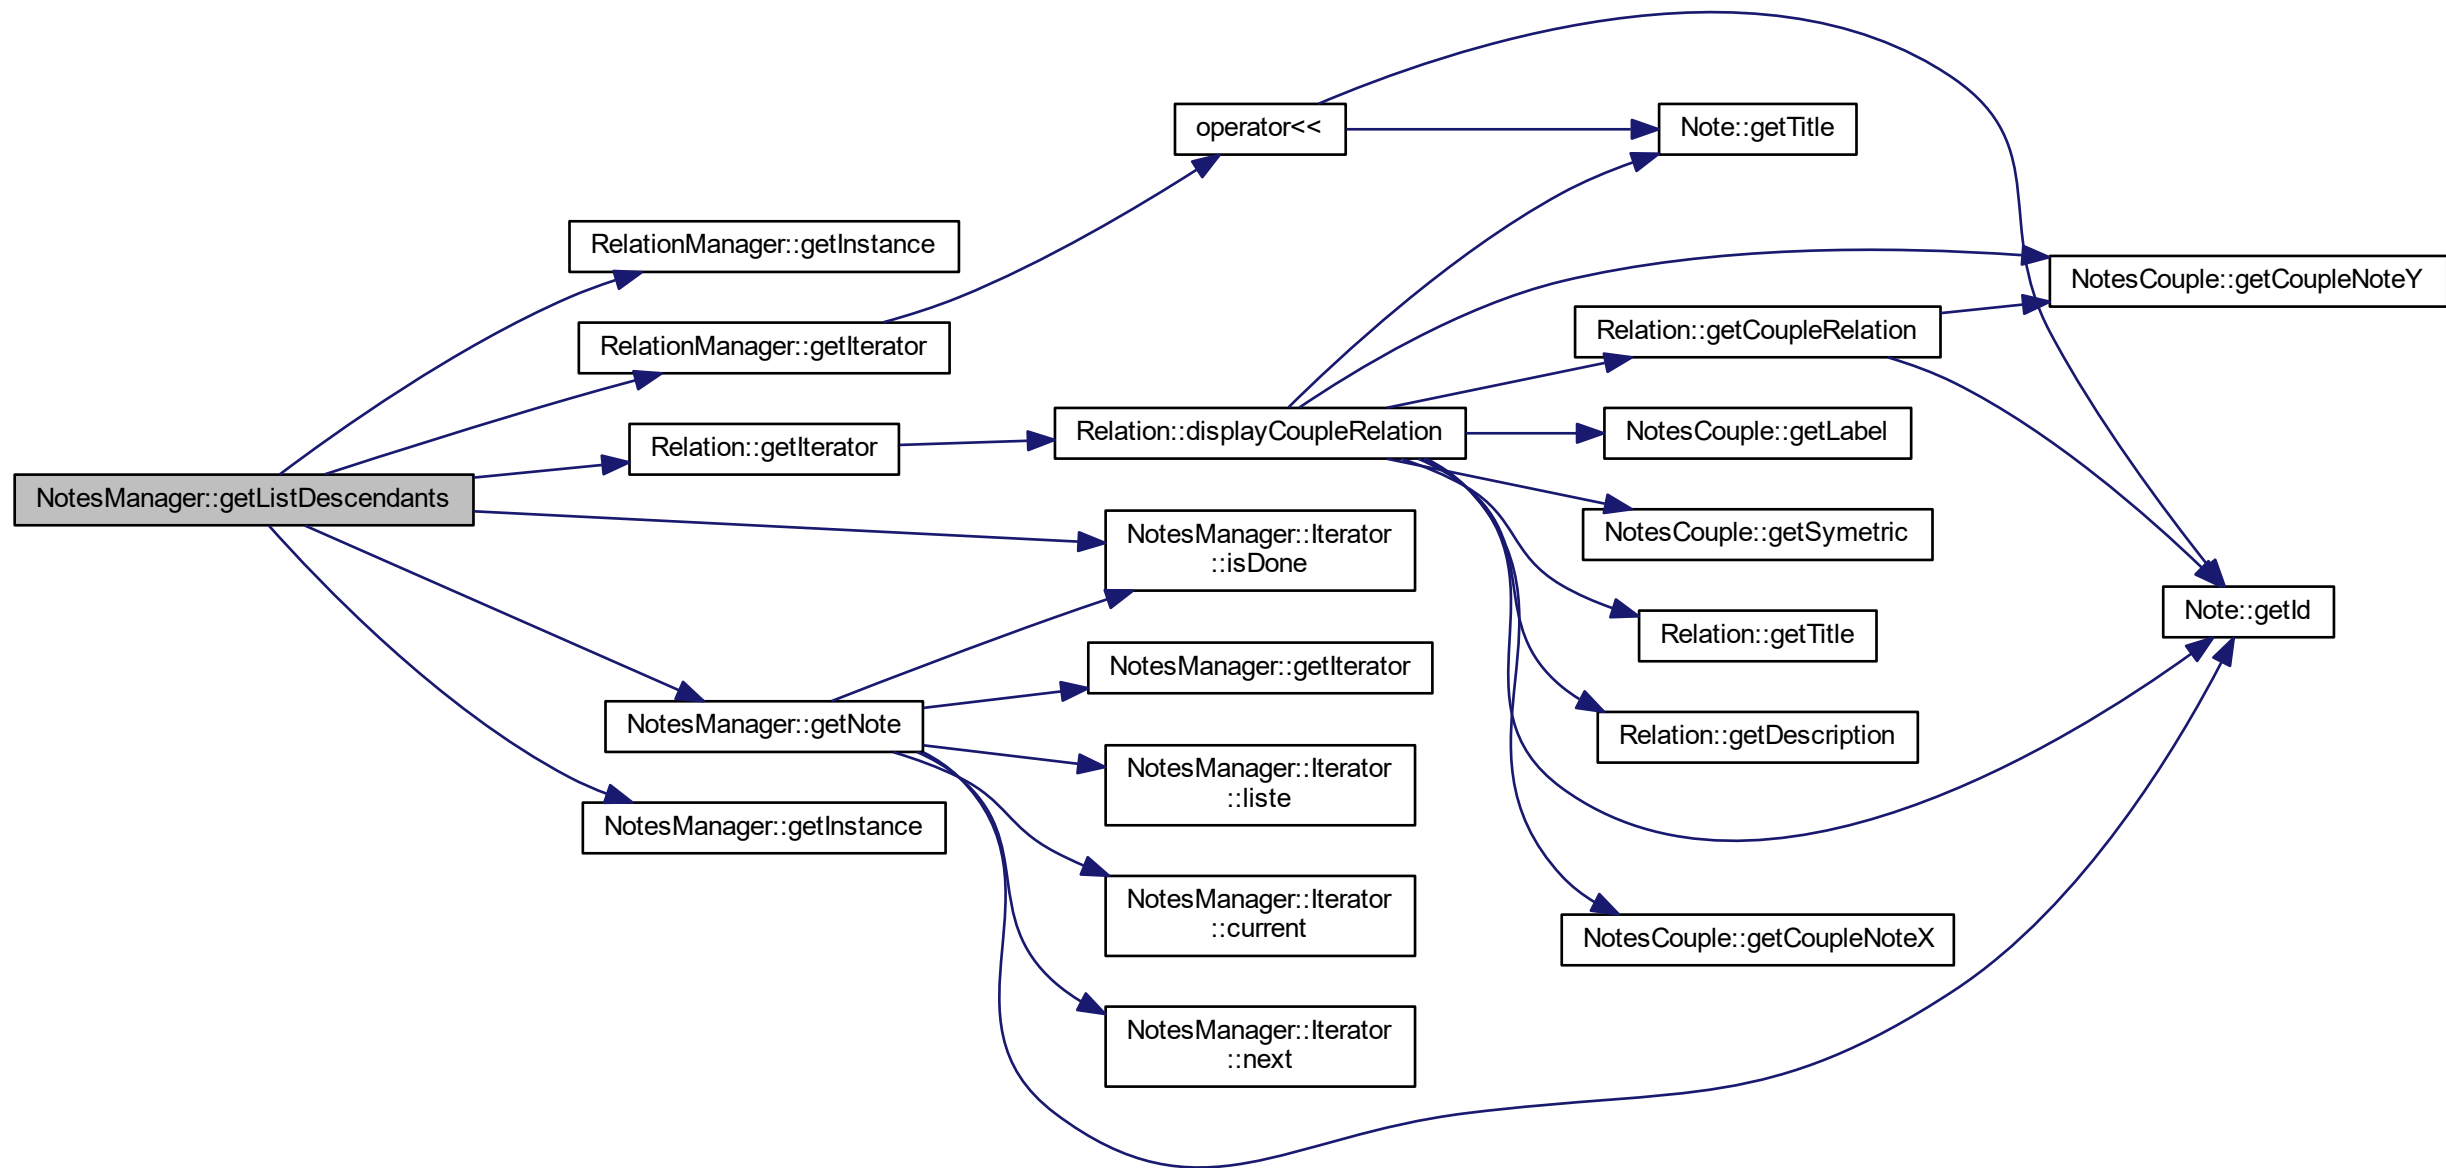 operator<<
Note::getTitle
RelationManager::getInstance
NotesCouple::getCoupleNoteY
RelationManager::getIterator
Relation::getCoupleRelation
Relation::getIterator
Relation::displayCoupleRelation
NotesCouple::getLabel
NotesManager::getListDescendants
NotesManager::Iterator
::isDone
NotesCouple::getSymetric
Note::getId
Relation::getTitle
NotesManager::getIterator
NotesManager::getNote
Relation::getDescription
NotesManager::Iterator
::liste
NotesManager::getInstance
NotesManager::Iterator
::current
NotesCouple::getCoupleNoteX
NotesManager::Iterator
::next